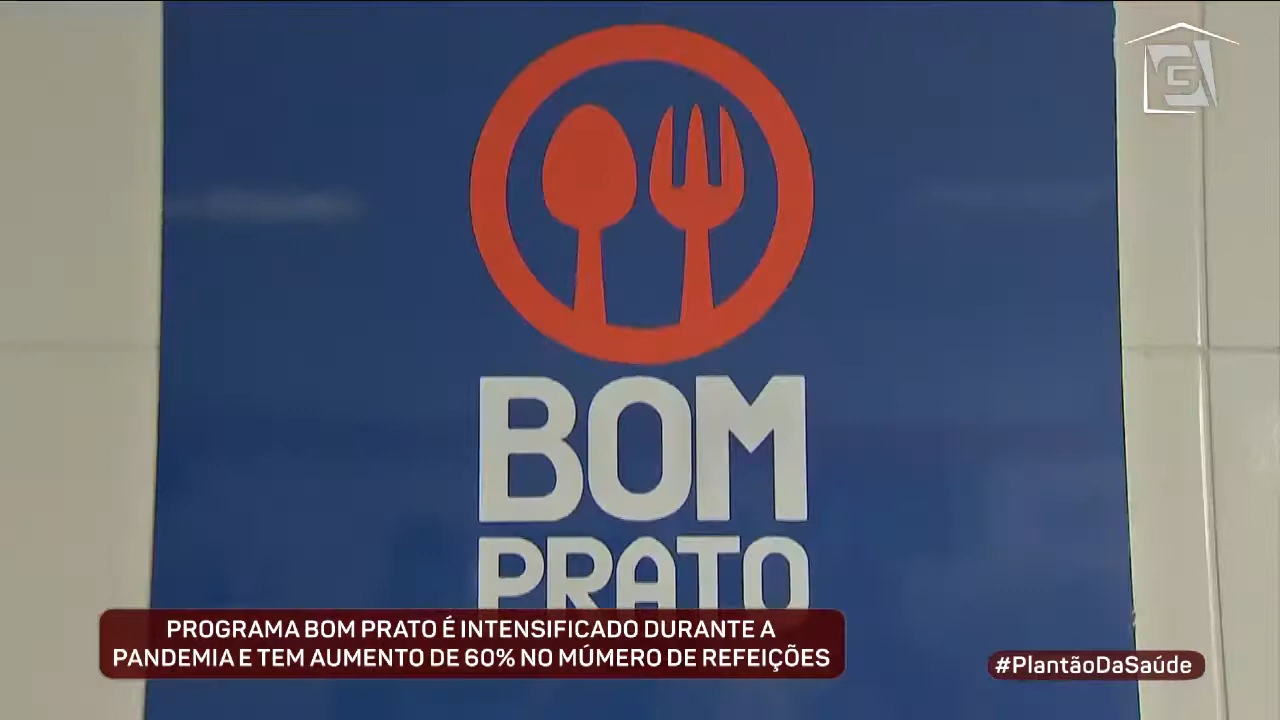 BOM
PRATO
PROGRAMA BOM PRATO É INTENSIFICADO DURANTE A
PANDEMIA E TEM AUMENTO DE 60% NO MÚMERO DE REFEIÇÕES
#PlantãoDaSaúde